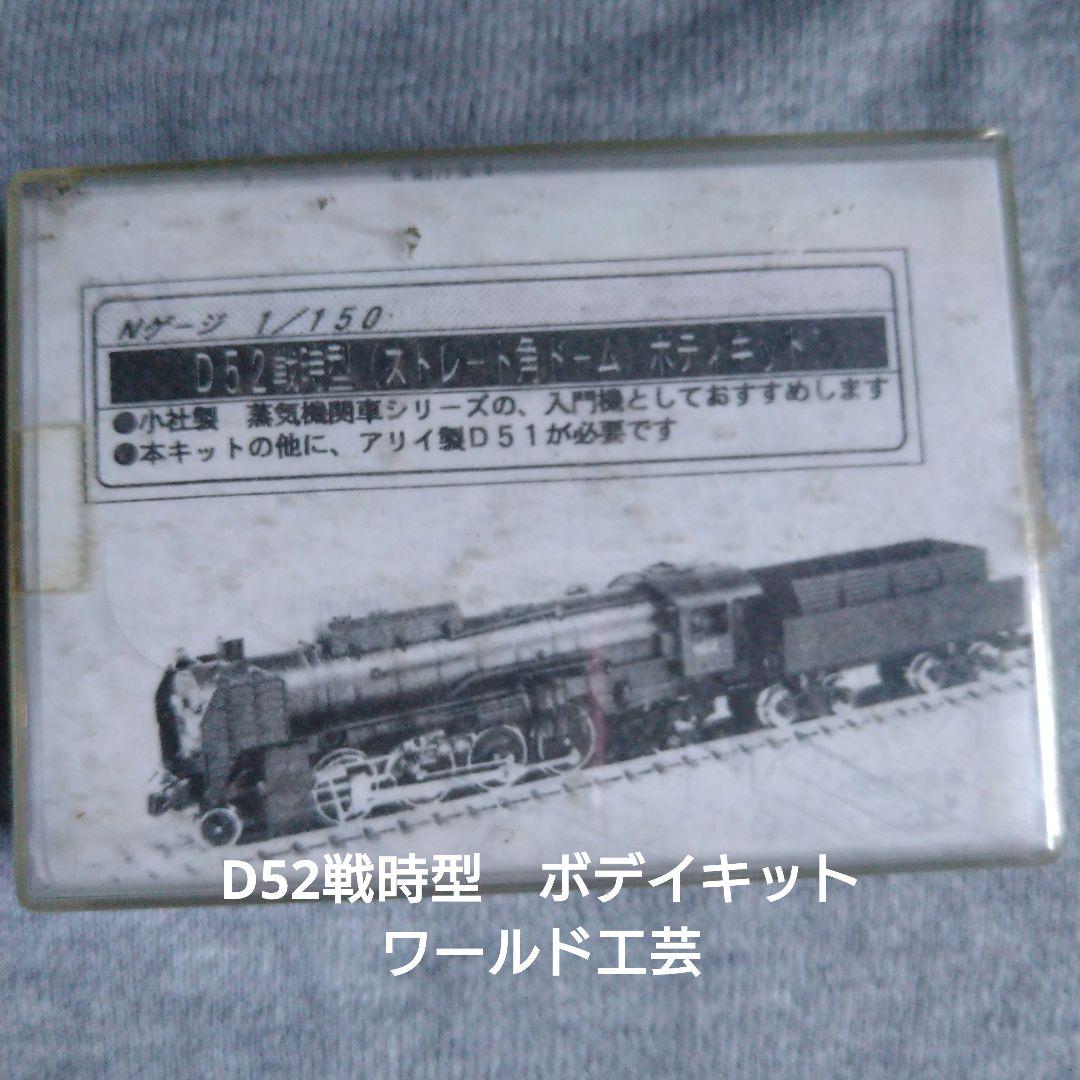 Nゲージ 1/150
D52戦時型(ストレート角ドーム ボディキット)
●小社製 蒸気機関車シリーズの、入門機としておすすめします
●本キットの他に、アリイ製D51が必要です
D52戦時型 ボデイキット
ワールド工芸